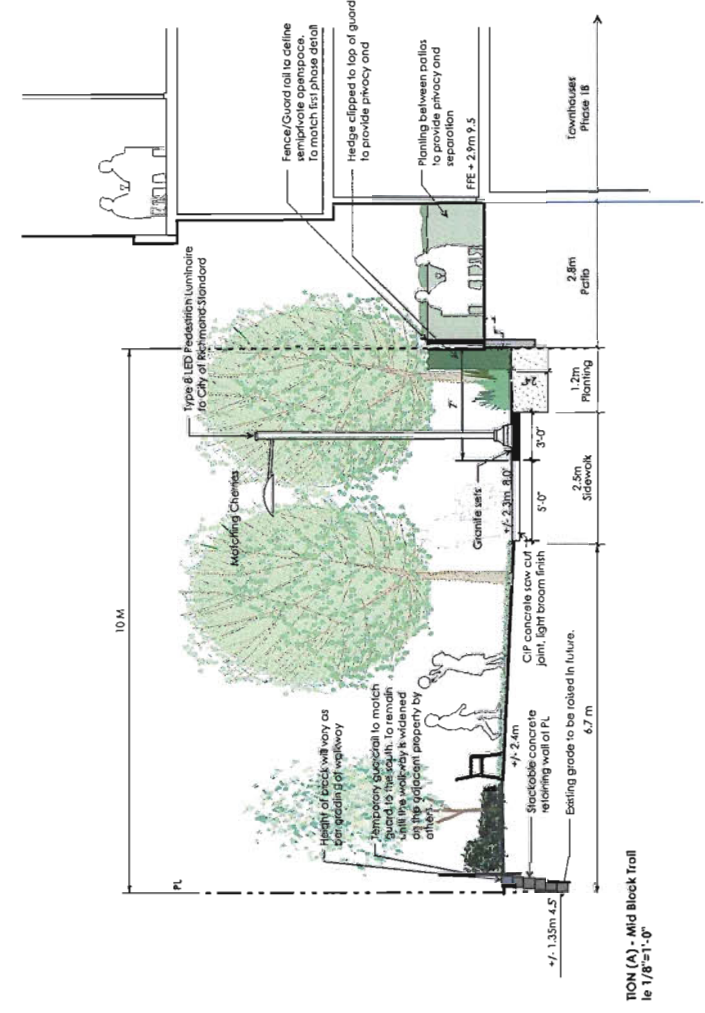 10 M
PL
Type 8 LED Pedestrian Luminaire
to City of Richmond Standard
Matching Cherries
Fence/Guard rail to define
semiprivate openspace.
To match first phase detail
Hedge clipped to top of guard
to provide privacy and
Planting between patios
to provide privacy and
separation
FFE + 2.9m 9.5
Height of block will vary as
per grading of walkway
Temporary guardrail to match
guard to the south. To remain
until the walkway is widened
on the adjacent property by
others.
7'
Granite sets
+/- 2.3m 8.0'
5'-0"
3'-0"
CIP concrete saw cut
joint, light broom finish
+/- 2.4m
Stackable concrete
retaining wall at PL
Existing grade to be raised in future.
+/- 1.35m 4.5'
6.7 m
2.5m
Sidewalk
1.2m
Planting
2.8m
Patio
Townhouses
Phase 1B
TION (A) - Mid Block Trail
le 1/8"=1'-0"